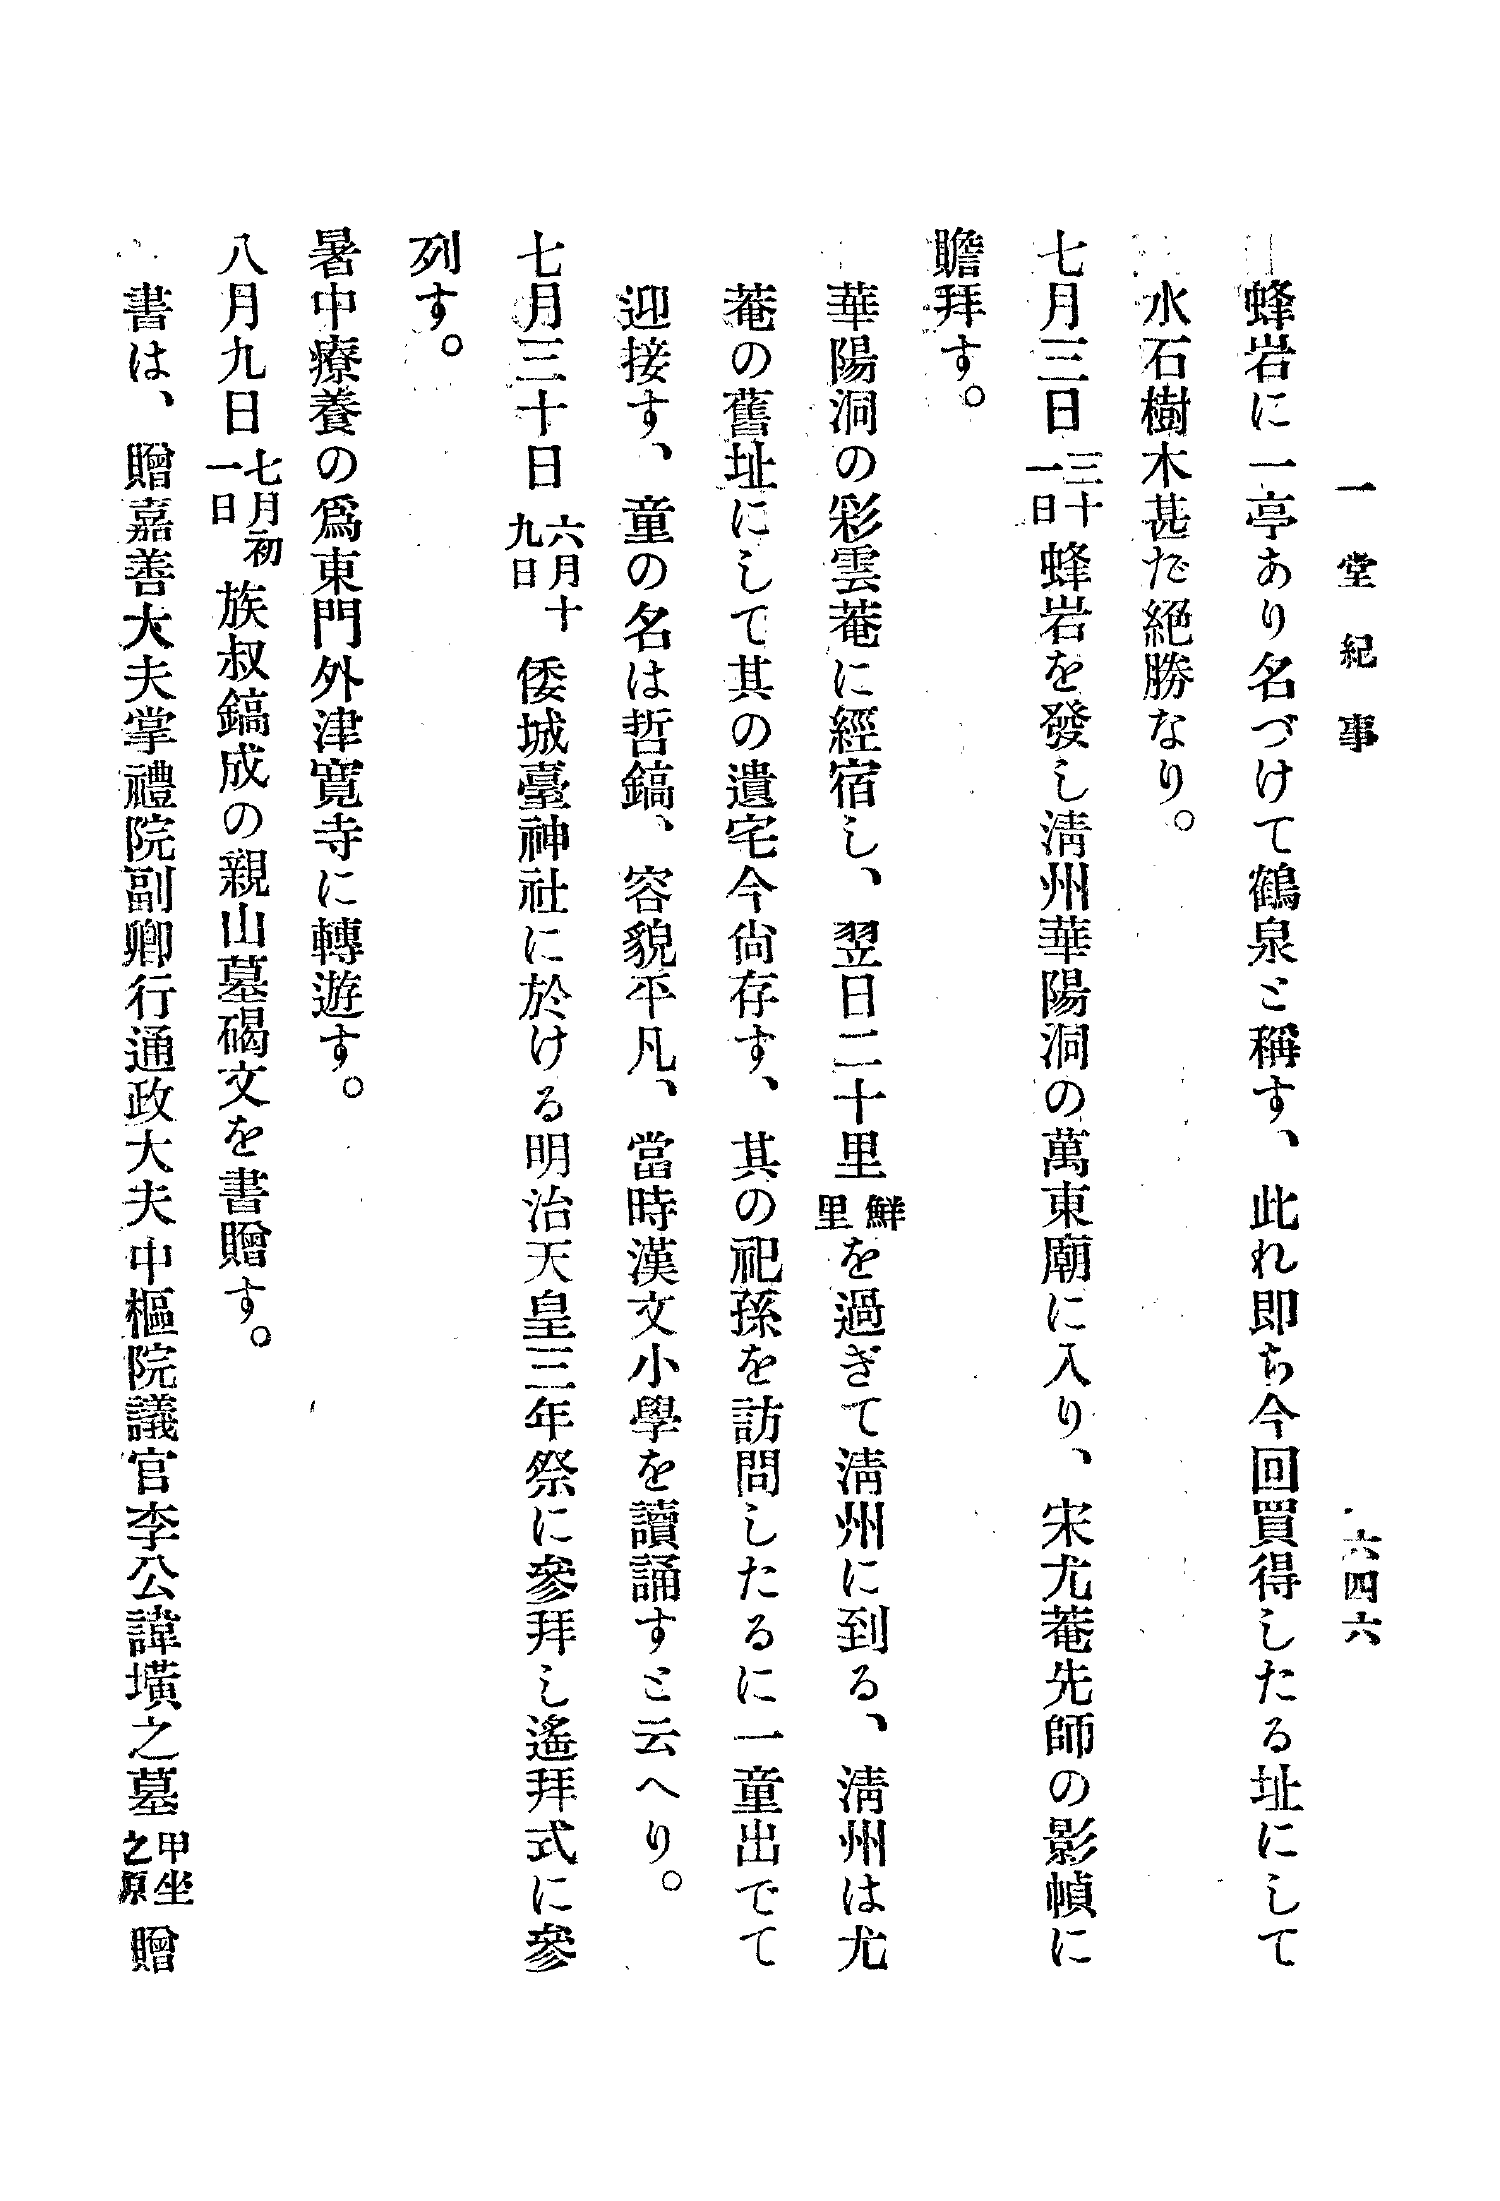 一堂紀事
六四六
蜂岩に一亭あり名づけて鶴泉と稱す、此れ卽ち今回買得したる址にして
水石樹木甚だ絕勝なり。
七月三日三十一日蜂岩を發し淸州華陽洞の萬東廟に入り、宋尤菴先師の影幀に
瞻拜す。
華陽洞の彩雲菴に經宿し、翌日二十里鮮里を過ぎて淸州に到る、淸州は尤
菴の舊址にして其の遺宅今尙存す、其の祀孫を訪問したるに一童出でて
迎接す、童の名は哲鎬、容貌平凡、當時漢文小學を讀誦すと云へり。
七月三十日六月十九日、倭城臺神社に於ける明治天皇三年祭に參拜し遙拜式に參
列す。
暑中療養の爲東門外津寬寺に轉遊す。
八月九日七月初一日族叔鎬成の親山墓碣文を書贈す。
書は、贈嘉善大夫掌禮院副卿行通政大夫中樞院議官李公諱墴之墓甲坐之原贈